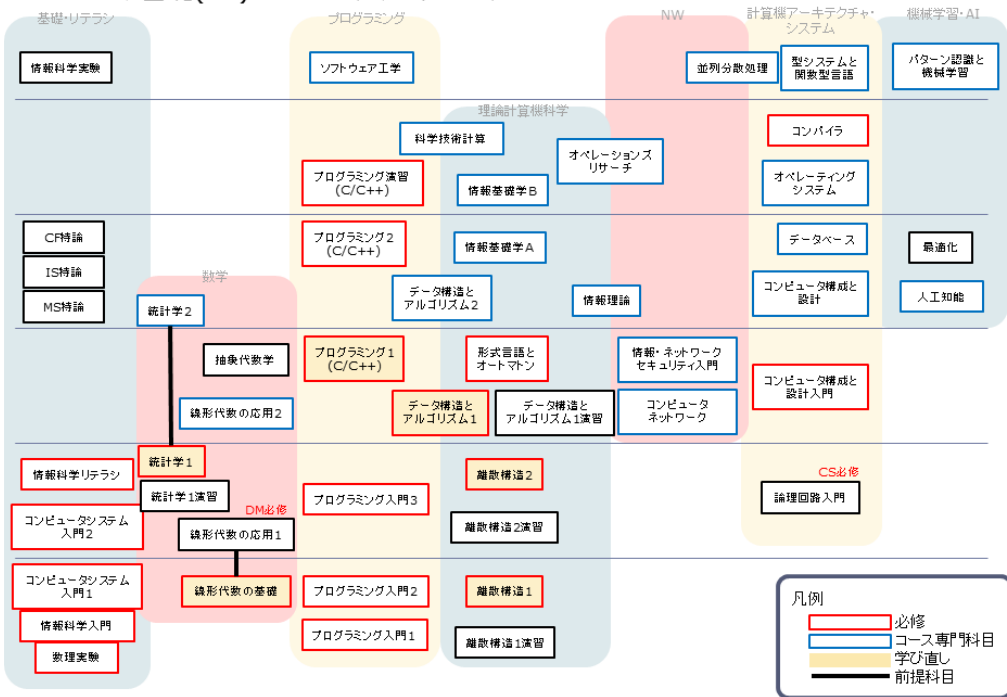 基礎・リテラシ
プログラミング
NW
計算機アーキテクチャ・
システム
機械学習・AI
情報科学実験
ソフトウェア工学
並列分散処理
型システムと
関数型言語
パターン認識と
機械学習
理論計算機科学
科学技術計算
オペレーションズ
リサーチ
コンパイラ
プログラミング演習
(C/C++)
情報基礎学B
オペレーティング
システム
CF特論
プログラミング2
(C/C++)
情報基礎学A
データベース
最適化
IS特論
数学
データ構造と
アルゴリズム2
情報理論
コンピュータ構成と
設計
人工知能
MS特論
統計学2
抽象代数学
プログラミング1
(C/C++)
形式言語と
オートマトン
情報・ネットワーク
セキュリティ入門
コンピュータ構成と
設計入門
線形代数の応用2
データ構造と
アルゴリズム1
データ構造と
アルゴリズム1演習
コンピュータ
ネットワーク
情報科学リテラシ
統計学1
離散構造2
CS必修
統計学1演習
プログラミング入門3
論理回路入門
DM必修
コンピュータシステム
入門2
線形代数の応用1
離散構造2演習
コンピュータシステム
入門1
線形代数の基礎
プログラミング入門2
離散構造1
情報科学入門
プログラミング入門1
離散構造1演習
数理実験
凡例
必修
コース専門科目
学び直し
前提科目